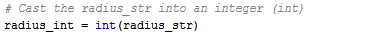 # Cast the radius_str into an integer (int)
radius_int = int(radius_str)